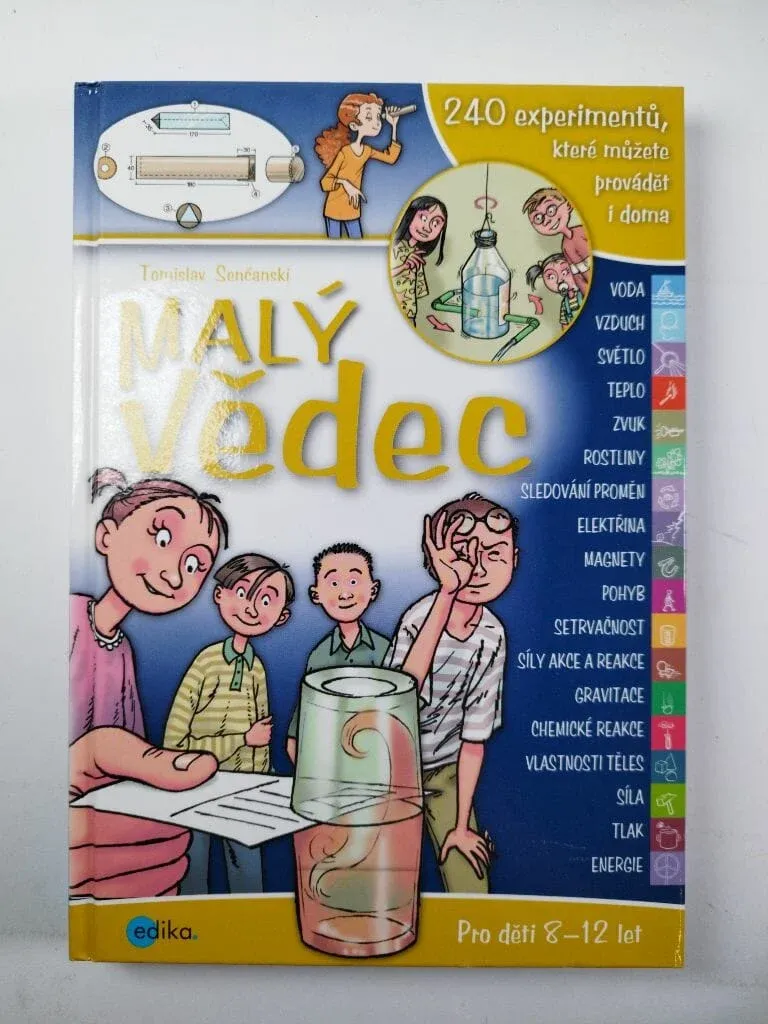 240 experimentů,
které můžete
provádět
i doma
Tomislav Senćanski
MALÝ
vědec
VODA
VZDUCH
SVĚTLO
TEPLO
ZVUK
ROSTLINY
SLEDOVÁNÍ PROMĚN
ELEKTŘINA
MAGNETY
POHYB
SETRVAČNOST
SÍLY AKCE A REAKCE
GRAVITACE
CHEMICKÉ REAKCE
VLASTNOSTI TĚLES
SÍLA
TLAK
ENERGIE
edika.
Pro děti 8–12 let